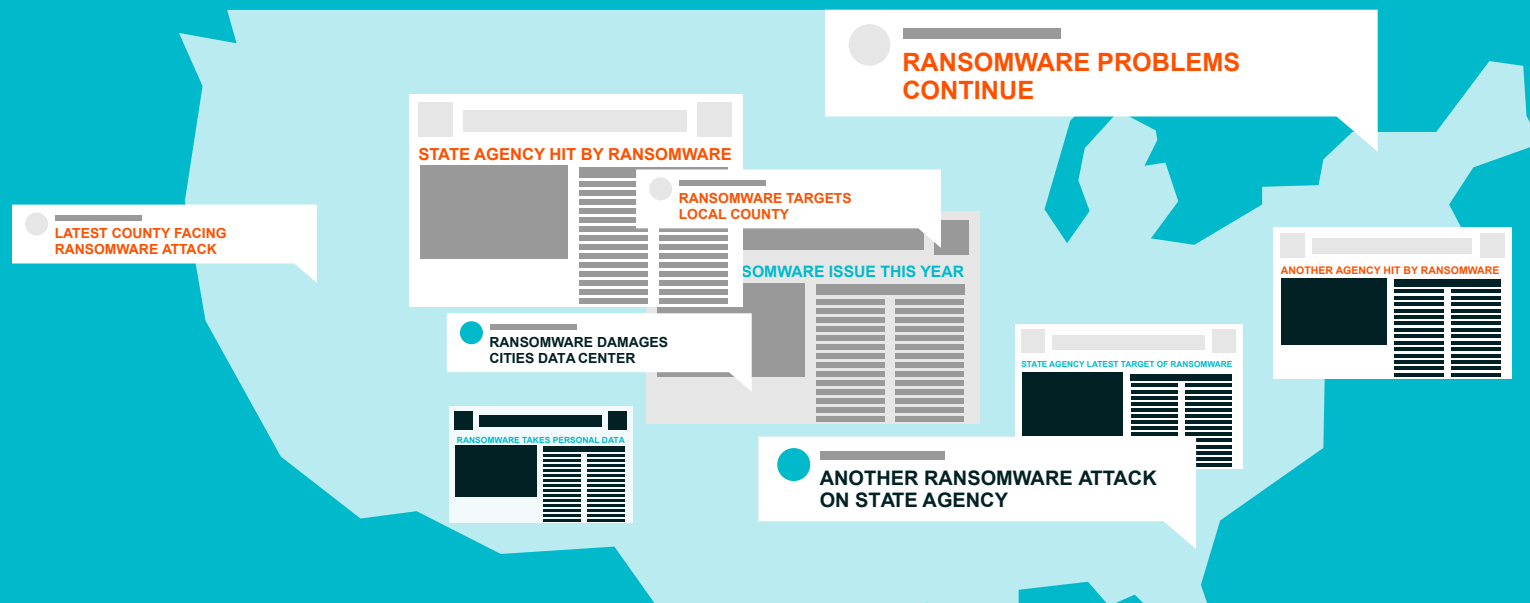 RANSOMWARE PROBLEMS
CONTINUE
STATE AGENCY HIT BY RANSOMWARE
RANSOMWARE TARGETS
LOCAL COUNTY
LATEST COUNTY FACING
RANSOMWARE ATTACK
ISSUE THIS YEAR
ANOTHER AGENCY HIT BY RANSOMWARE
RANSOMWARE DAMAGES
CITIES DATA CENTER
STATE AGENCY LATEST TARGET OF RANSOMWARE
RANSOMWARE TAKES PERSONAL DATA
ANOTHER RANSOMWARE ATTACK
ON STATE AGENCY